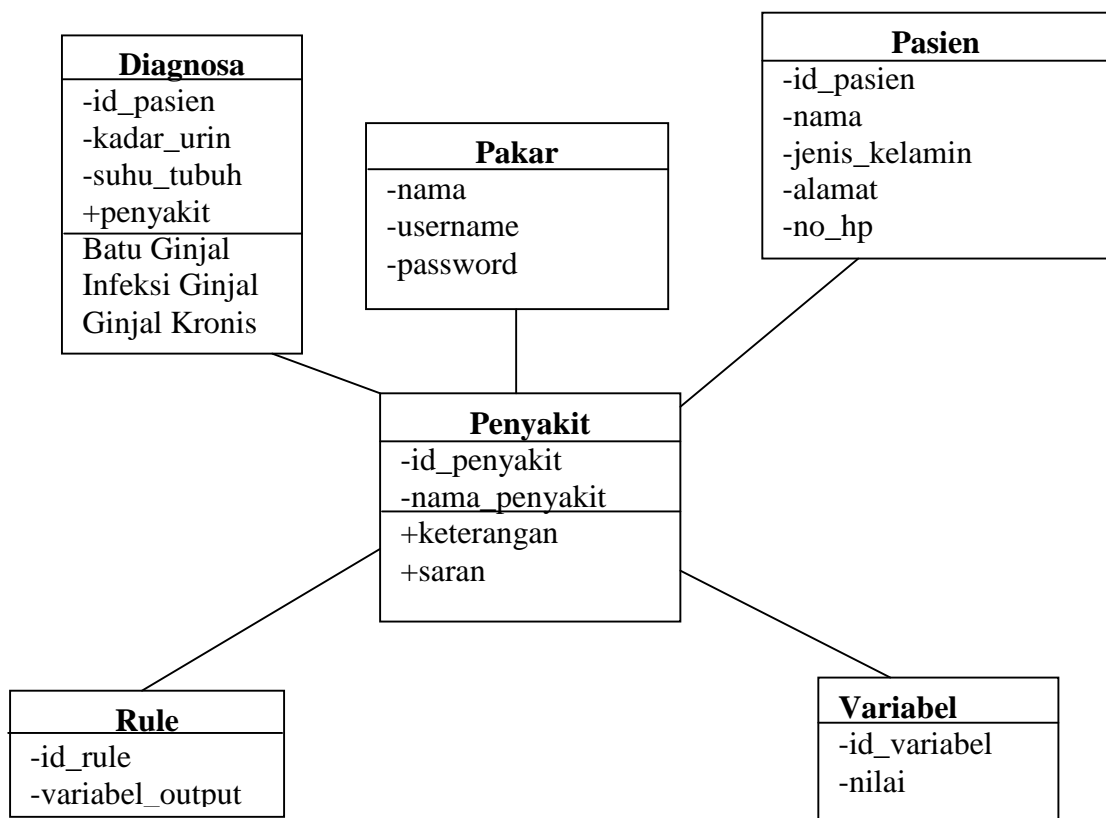 Diagnosa
-id_pasien
-kadar_urin
-suhu_tubuh
+penyakit
Batu Ginjal
Infeksi Ginjal
Ginjal Kronis
Pakar
-nama
-username
-password
Pasien
-id_pasien
-nama
-jenis_kelamin
-alamat
-no_hp
Penyakit
-id_penyakit
-nama_penyakit
+keterangan
+saran
Rule
-id_rule
-variabel_output
Variabel
-id_variabel
-nilai